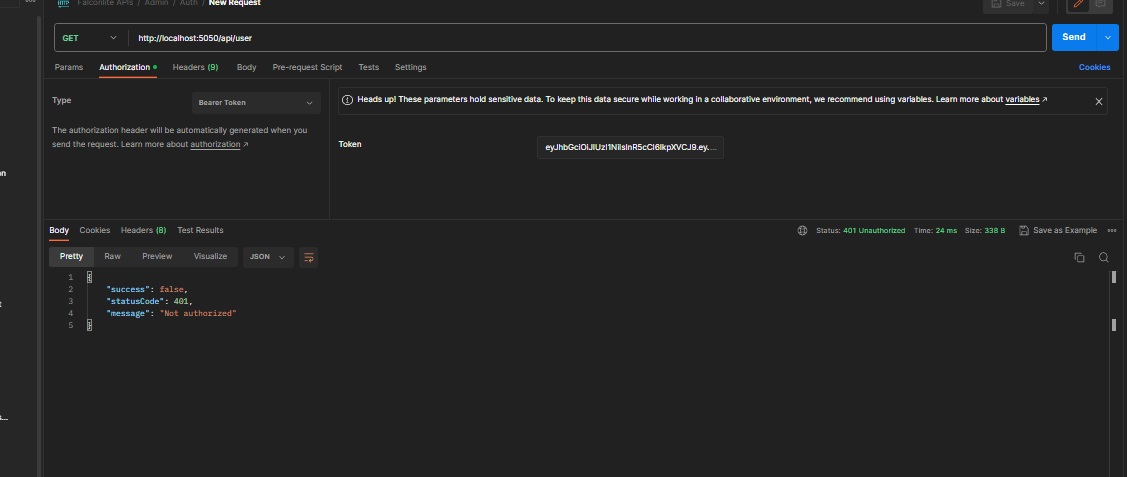 HTTP Falconlite APIs / Admin / Auth / New Request Save
GET http://localhost:5050/api/user Send
Params Authorization Headers (9) Body Pre-request Script Tests Settings Cookies
Type Bearer Token
Heads up! These parameters hold sensitive data. To keep this data secure while working in a collaborative environment, we recommend using variables. Learn more about variables ↗
The authorization header will be automatically generated when you
send the request. Learn more about authorization ↗
Token
Body Cookies Headers (8) Test Results Status: 401 Unauthorized Time: 24 ms Size: 338 B Save as Example
Pretty Raw Preview Visualize JSON
1 {
2 "success": false,
3 "statusCode": 401,
4 "message": "Not authorized"
5 }